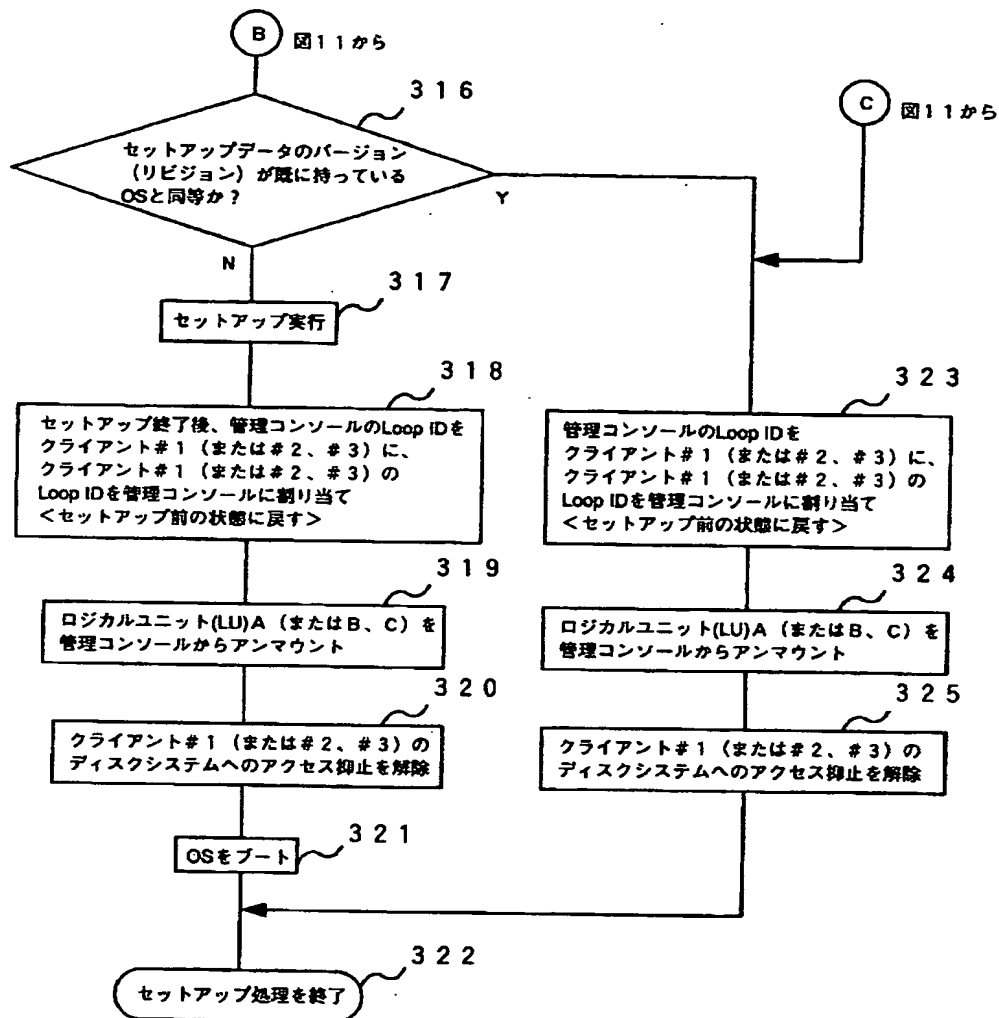 B 図11から
316
C 図11から
セットアップデータのバージョン
(リビジョン)が既に持っている
OSと同等か?
Y
N
317
セットアップ実行
318
セットアップ終了後、管理コンソールのLoop IDを
クライアント#1(または#2、#3)に、
クライアント#1(または#2、#3)の
Loop IDを管理コンソールに割り当て
<セットアップ前の状態に戻す>
323
管理コンソールのLoop IDを
クライアント#1(または#2、#3)に、
クライアント#1(または#2、#3)の
Loop IDを管理コンソールに割り当て
<セットアップ前の状態に戻す>
319
ロジカルユニット(LU)A(またはB、C)を
管理コンソールからアンマウント
324
ロジカルユニット(LU)A(またはB、C)を
管理コンソールからアンマウント
320
クライアント#1(または#2、#3)の
ディスクシステムへのアクセス抑止を解除
325
クライアント#1(または#2、#3)の
ディスクシステムへのアクセス抑止を解除
321
OSをブート
322
セットアップ処理を終了